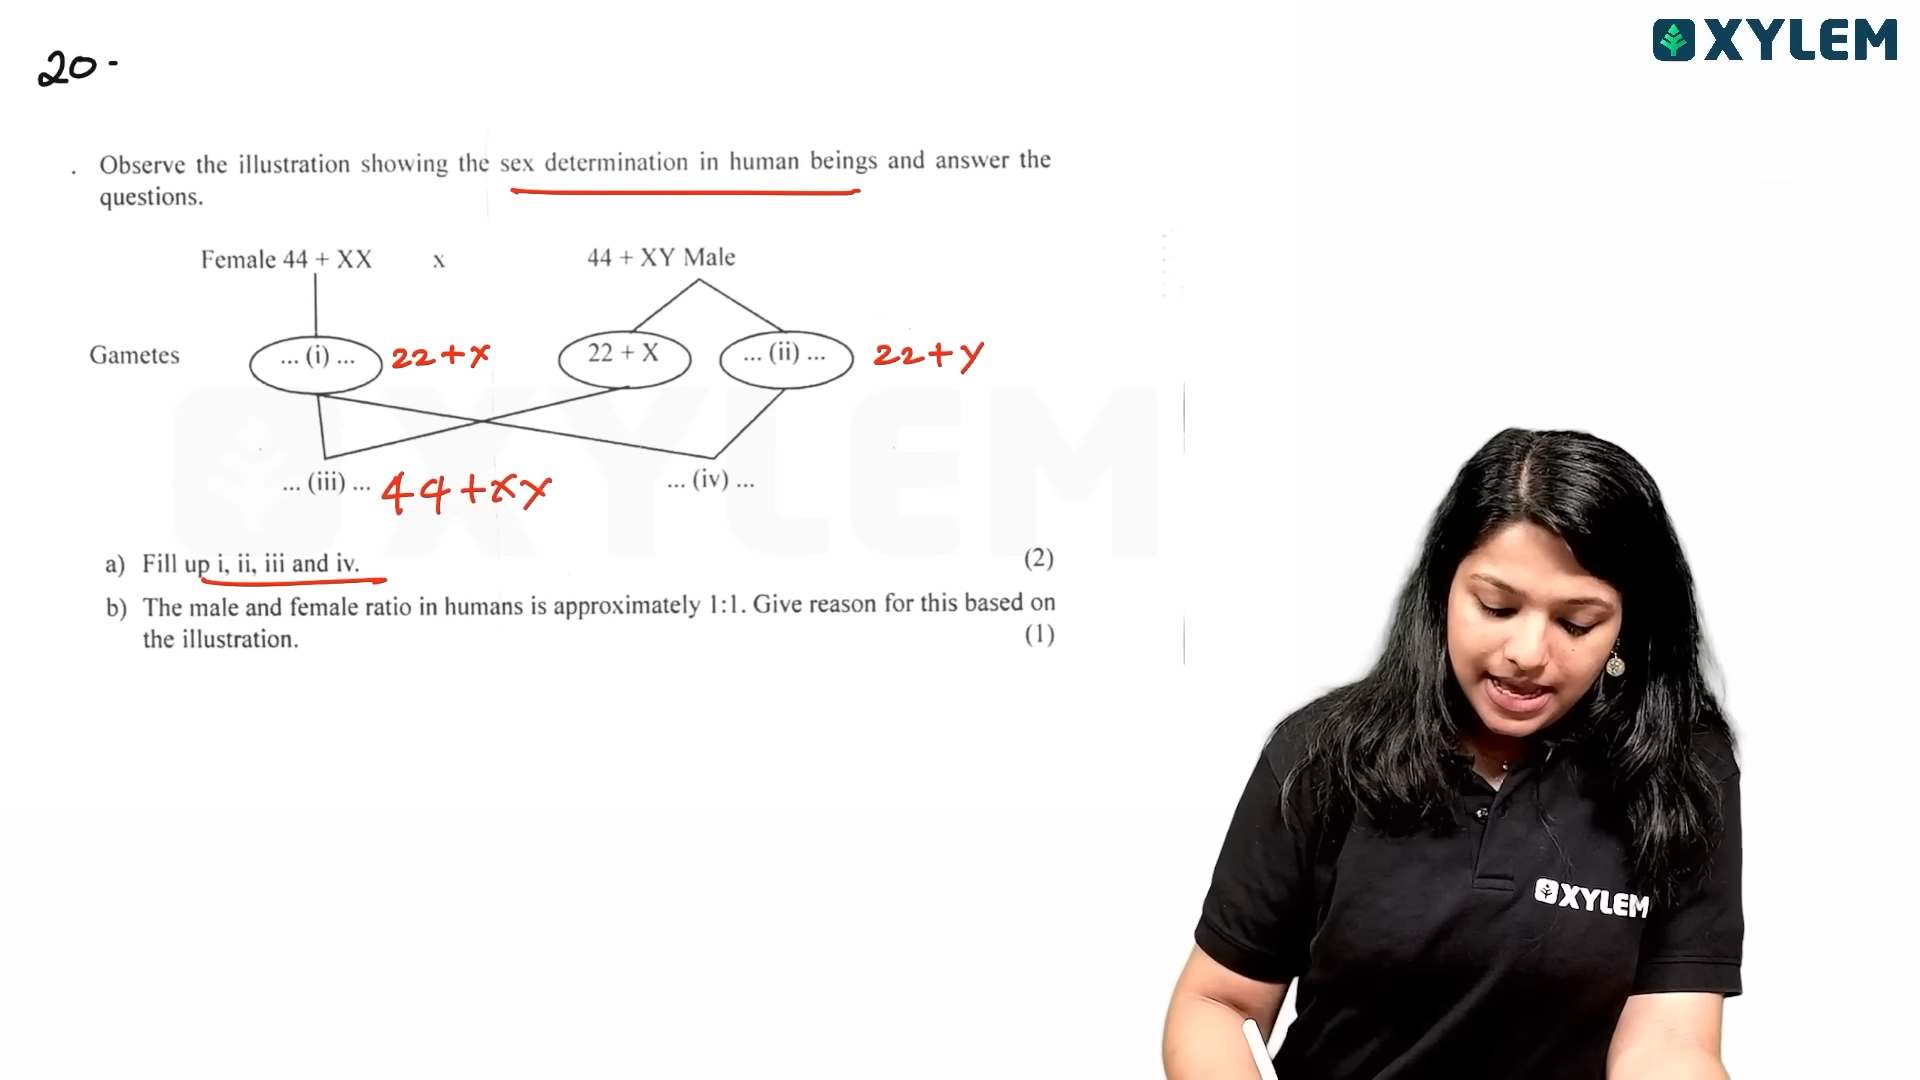 XYLEM
20 -
. Observe the illustration showing the sex determination in human beings and answer the
questions.
Female 44 + XX x 44 + XY Male
Gametes ... (i) ... 22+x 22 + X ... (ii) ... 22+y
... (iii) ... 44+xx ... (iv) ...
a) Fill up i, ii, iii and iv. (2)
b) The male and female ratio in humans is approximately 1:1. Give reason for this based on
the illustration. (1)
XYLEM
XYLEM